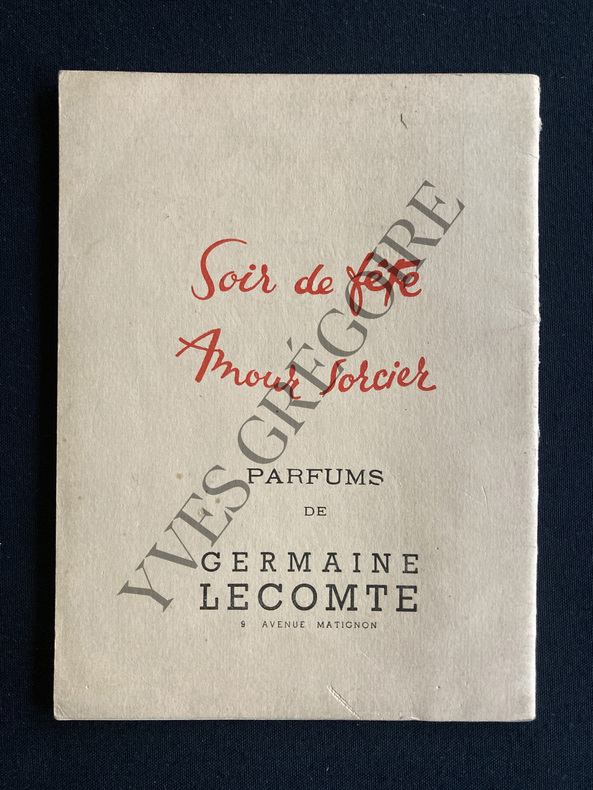 Soir de fête
Amour Sorcier
PARFUMS
DE
GERMAINE
LECOMTE
9 AVENUE MATIGNON
YVES GRÉGOIRE